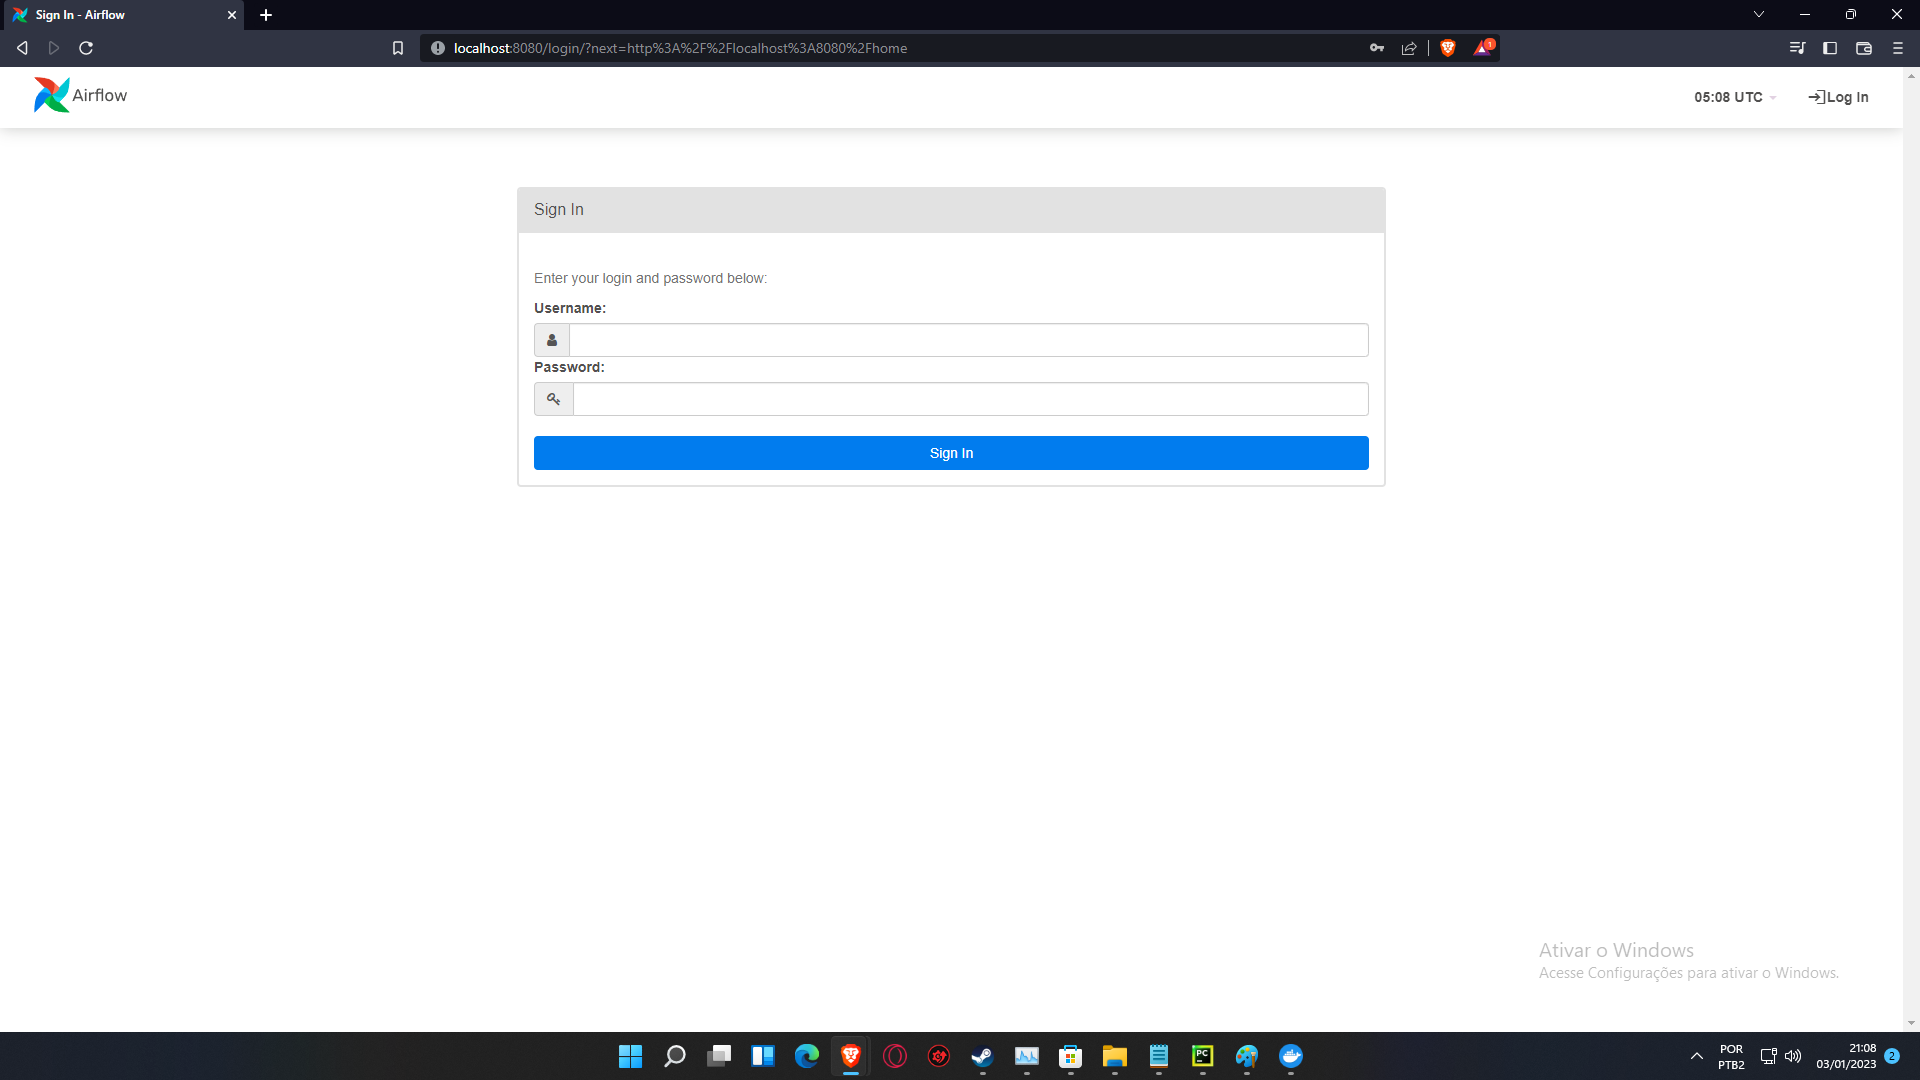 Sign In - Airflow
localhost:8080/login/?next=http%3A%2F%2Flocalhost%3A8080%2Fhome
1
Airflow
05:08 UTC
Log In
Sign In
Enter your login and password below:
Username:
Password:
Sign In
Ativar o Windows
Acesse Configurações para ativar o Windows.
PC
POR
PTB2
21:08
03/01/2023
2